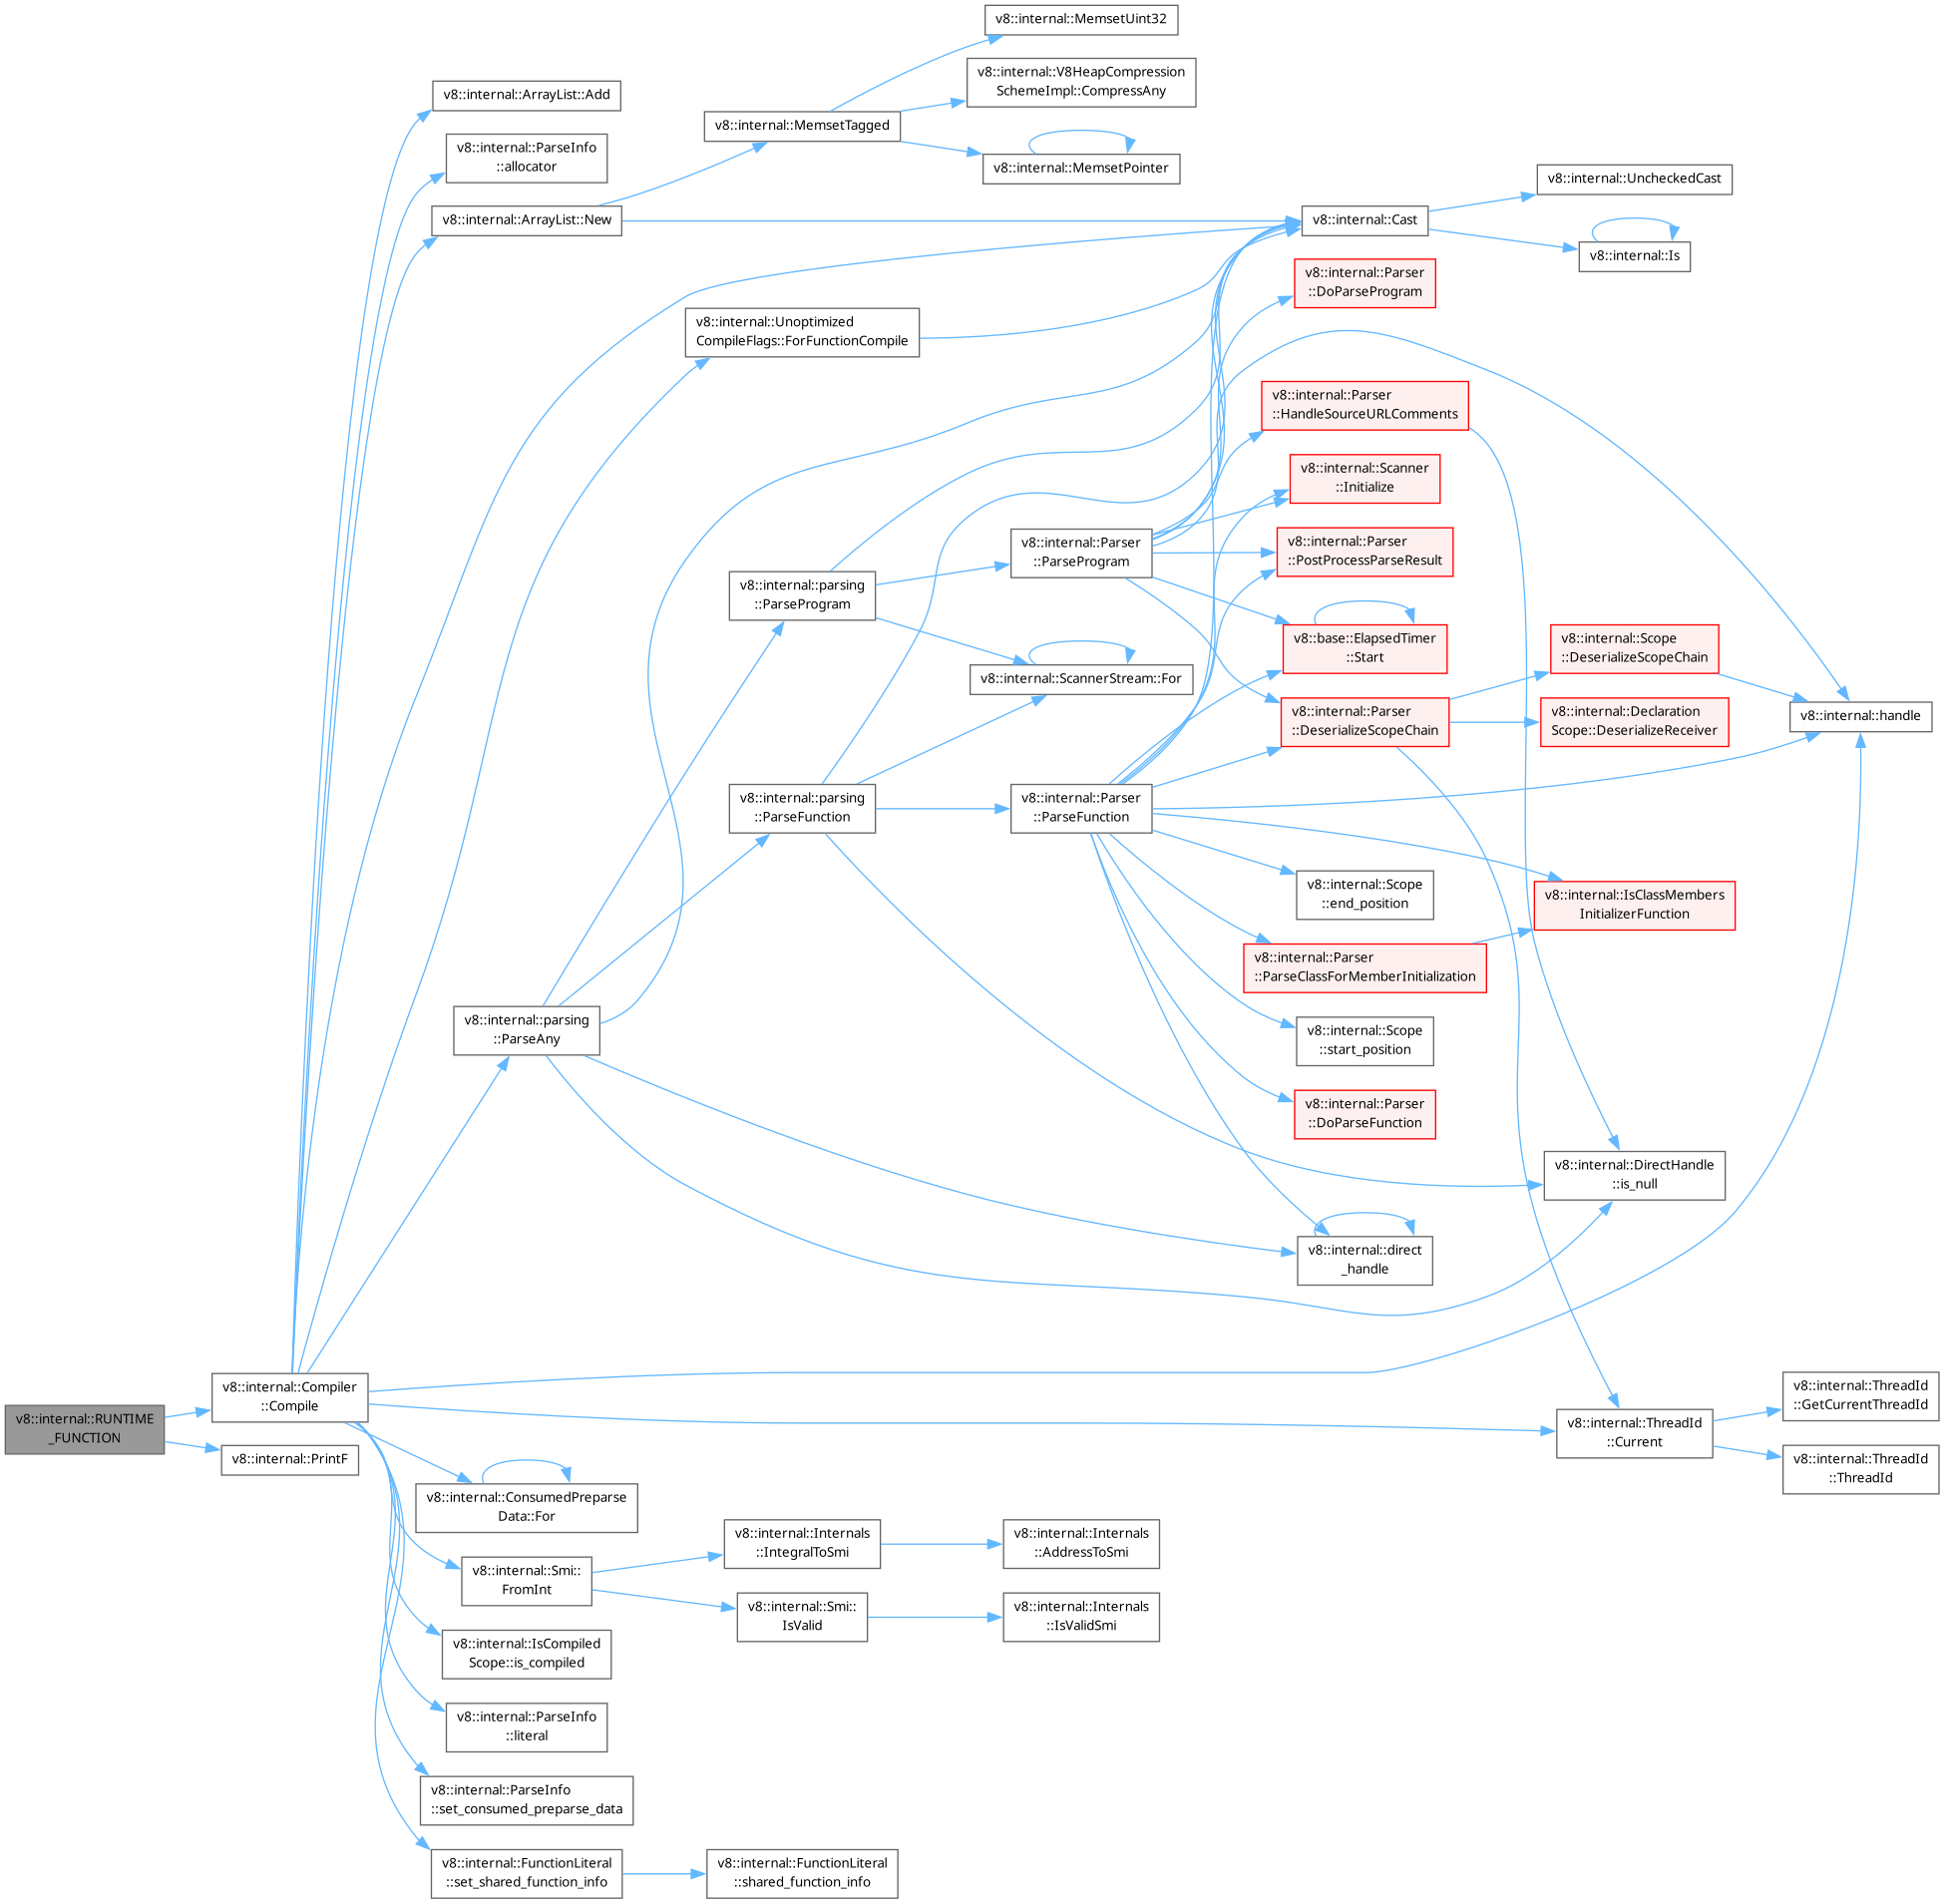 v8::internal::MemsetUint32
v8::internal::V8HeapCompression
SchemeImpl::CompressAny
v8::internal::ArrayList::Add
v8::internal::MemsetTagged
v8::internal::ParseInfo
::allocator
v8::internal::MemsetPointer
v8::internal::UncheckedCast
v8::internal::ArrayList::New
v8::internal::Cast
v8::internal::Is
v8::internal::Parser
::DoParseProgram
v8::internal::Unoptimized
CompileFlags::ForFunctionCompile
v8::internal::Parser
::HandleSourceURLComments
v8::internal::Scanner
::Initialize
v8::internal::Parser
::ParseProgram
v8::internal::Parser
::PostProcessParseResult
v8::internal::parsing
::ParseProgram
v8::base::ElapsedTimer
::Start
v8::internal::Scope
::DeserializeScopeChain
v8::internal::ScannerStream::For
v8::internal::Parser
::DeserializeScopeChain
v8::internal::Declaration
Scope::DeserializeReceiver
v8::internal::handle
v8::internal::parsing
::ParseFunction
v8::internal::Parser
::ParseFunction
v8::internal::Scope
::end_position
v8::internal::IsClassMembers
InitializerFunction
v8::internal::Parser
::ParseClassForMemberInitialization
v8::internal::parsing
::ParseAny
v8::internal::Scope
::start_position
v8::internal::Parser
::DoParseFunction
v8::internal::DirectHandle
::is_null
v8::internal::direct
_handle
v8::internal::Compiler
::Compile
v8::internal::ThreadId
::GetCurrentThreadId
v8::internal::RUNTIME
_FUNCTION
v8::internal::ThreadId
::Current
v8::internal::PrintF
v8::internal::ThreadId
::ThreadId
v8::internal::ConsumedPreparse
Data::For
v8::internal::Internals
::IntegralToSmi
v8::internal::Internals
::AddressToSmi
v8::internal::Smi::
FromInt
v8::internal::Smi::
IsValid
v8::internal::Internals
::IsValidSmi
v8::internal::IsCompiled
Scope::is_compiled
v8::internal::ParseInfo
::literal
v8::internal::ParseInfo
::set_consumed_preparse_data
v8::internal::FunctionLiteral
::set_shared_function_info
v8::internal::FunctionLiteral
::shared_function_info